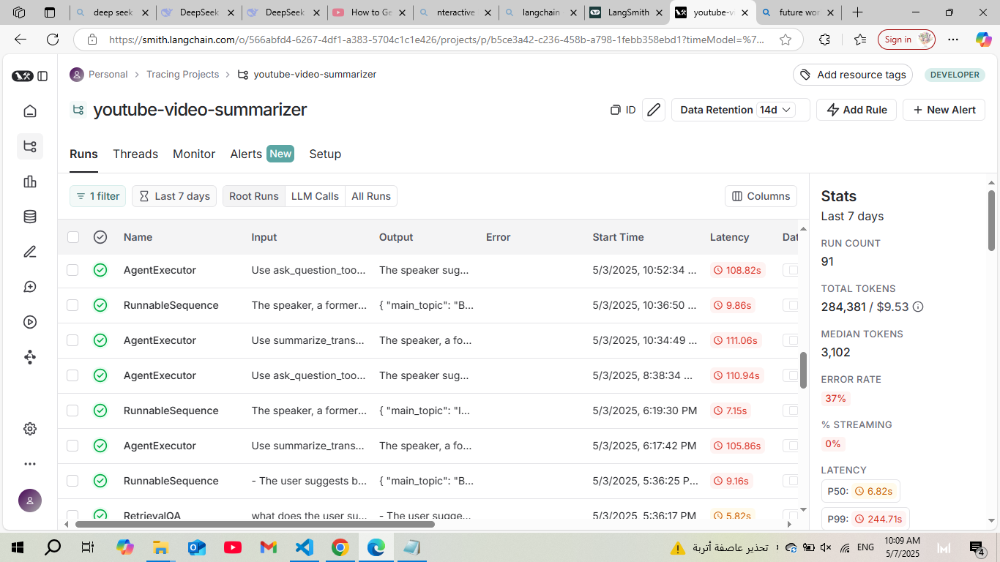 deep seek
DeepSeek
DeepSeek
How to Ge
nteractive
langchain
LangSmith
youtube-vi
future wor
https://smith.langchain.com/o/566abfd4-6267-4df1-a383-5704c1c1e426/projects/p/b5ce3a42-c236-458b-a798-1febb358ebd1?timeModel=%7...
Sign in
Personal > Tracing Projects > youtube-video-summarizer
Add resource tags
DEVELOPER
youtube-video-summarizer
ID
Data Retention 14d
Add Rule
+ New Alert
Runs Threads Monitor Alerts New Setup
1 filter
Last 7 days
Root Runs LLM Calls All Runs
Columns
Name Input Output Error Start Time Latency Dat
AgentExecutor Use ask_question_too... The speaker sug... 5/3/2025, 10:52:34 ... 108.82s
RunnableSequence The speaker, a former... { "main_topic": "B... 5/3/2025, 10:36:50 ... 9.86s
AgentExecutor Use summarize_trans... The speaker, a fo... 5/3/2025, 10:34:49 ... 111.06s
AgentExecutor Use ask_question_too... The speaker sug... 5/3/2025, 8:38:34 ... 110.94s
RunnableSequence The speaker, a former... { "main_topic": "I... 5/3/2025, 6:19:30 PM 7.15s
AgentExecutor Use summarize_trans... The speaker, a fo... 5/3/2025, 6:17:42 PM 105.86s
RunnableSequence - The user suggests b... { "main_topic": "B... 5/3/2025, 5:36:25 P... 9.16s
RetrievalQA what does the user su... - The user sugge... 5/3/2025, 5:36:17 PM 5.82s
Stats
Last 7 days
RUN COUNT
91
TOTAL TOKENS
284,381 / $9.53
MEDIAN TOKENS
3,102
ERROR RATE
37%
% STREAMING
0%
LATENCY
P50: 6.82s
P99: 244.71s
تحذير عاصفة أتربة
ENG
10:09 AM
5/7/2025
4